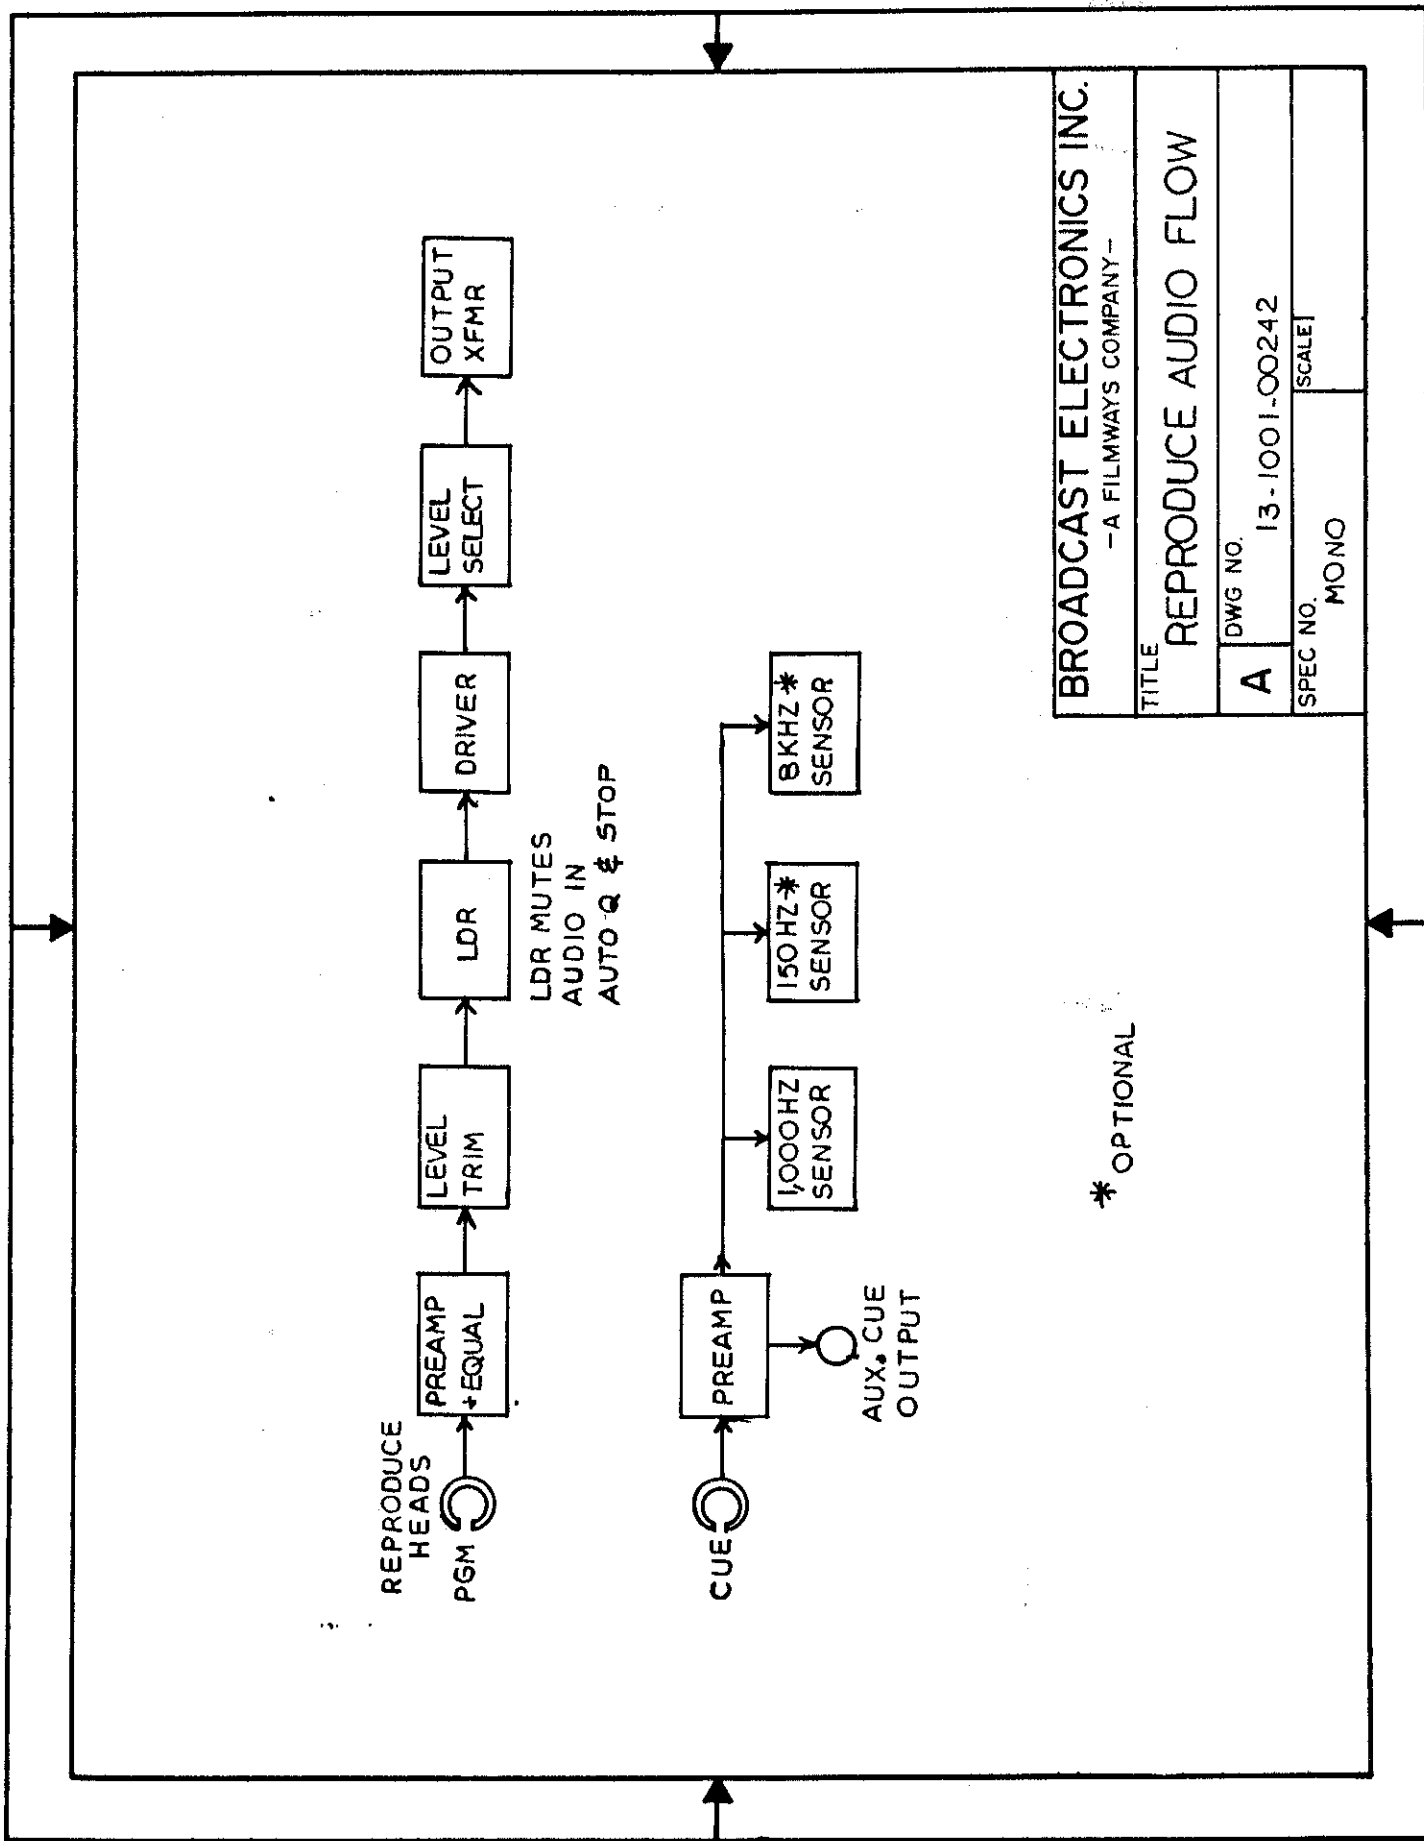 REPRODUCE
HEADS
PGM
PREAMP
+EQUAL
LEVEL
TRIM
LDR
DRIVER
LEVEL
SELECT
OUTPUT
XFMR
LDR MUTES
AUDIO IN
AUTO Q & STOP
CUE
PREAMP
AUX. CUE
OUTPUT
1,000HZ
SENSOR
150HZ*
SENSOR
8KHZ*
SENSOR
* OPTIONAL
BROADCAST ELECTRONICS INC.
-A FILMWAYS COMPANY-
TITLE
REPRODUCE AUDIO FLOW
A
DWG NO.
13-1001-00242
SPEC NO.
MONO
SCALE